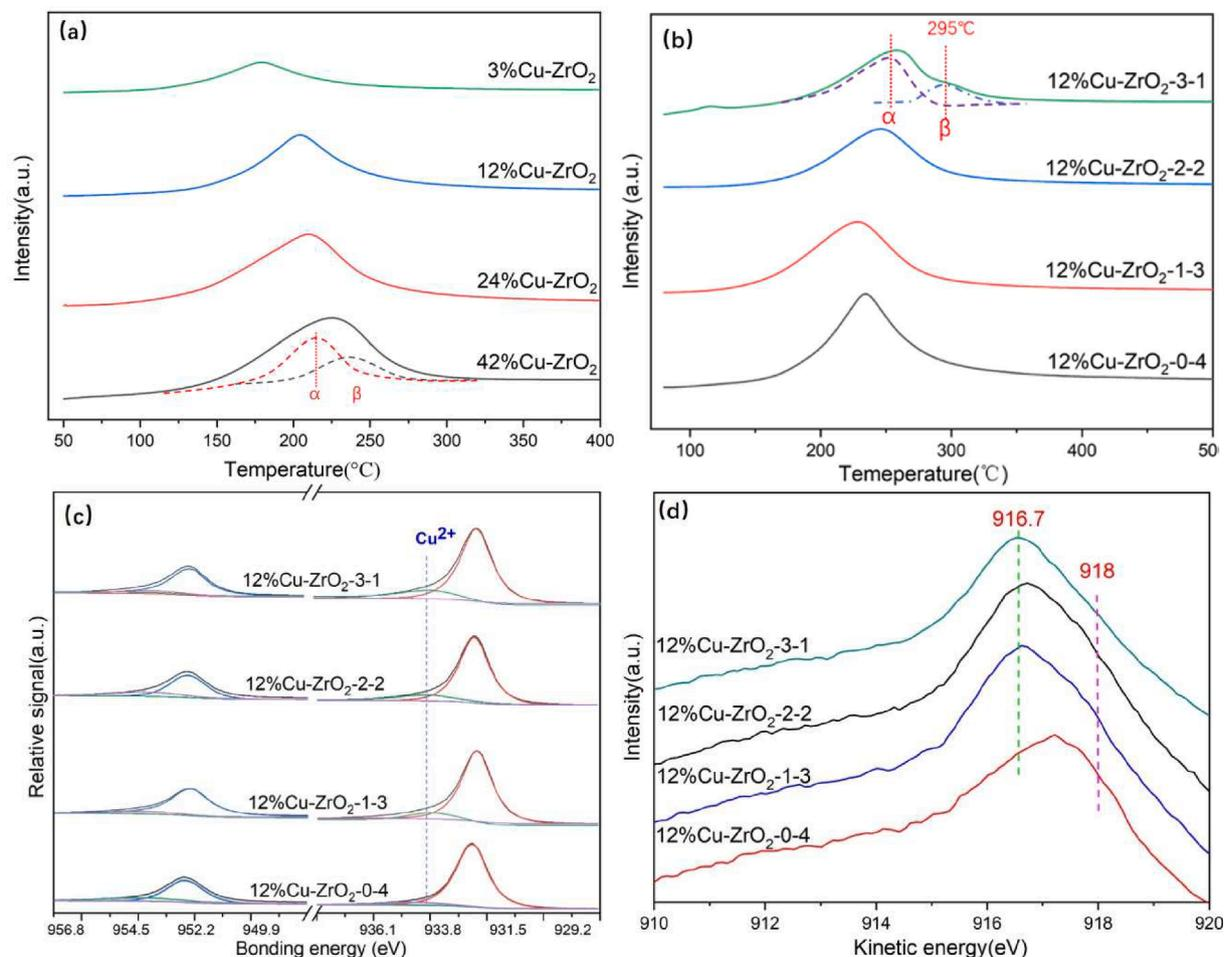 (a)
3%Cu-ZrO2
12%Cu-ZrO2
24%Cu-ZrO2
42%Cu-ZrO2
α
β
Intensity(a.u.)
50 100 150 200 250 300 350 400
Temperature(°C)
(b)
295℃
12%Cu-ZrO2-3-1
α
β
12%Cu-ZrO2-2-2
12%Cu-ZrO2-1-3
12%Cu-ZrO2-0-4
Intensity (a.u.)
100 200 300 400 50
Temeperature(℃)
(c)
Cu2+
12%Cu-ZrO2-3-1
12%Cu-ZrO2-2-2
12%Cu-ZrO2-1-3
12%Cu-ZrO2-0-4
Relative signal(a.u.)
956.8 954.5 952.2 949.9 936.1 933.8 931.5 929.2
Bonding energy (eV)
(d)
916.7
918
12%Cu-ZrO2-3-1
12%Cu-ZrO2-2-2
12%Cu-ZrO2-1-3
12%Cu-ZrO2-0-4
Intensity(a.u.)
910 912 914 916 918 920
Kinetic energy(eV)